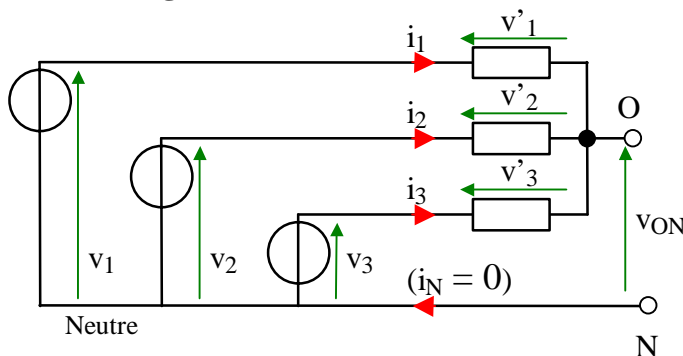 i1 v'1
i2 v'2 O
i3 v'3
v1 v2 v3 (iN = 0) vON
Neutre N